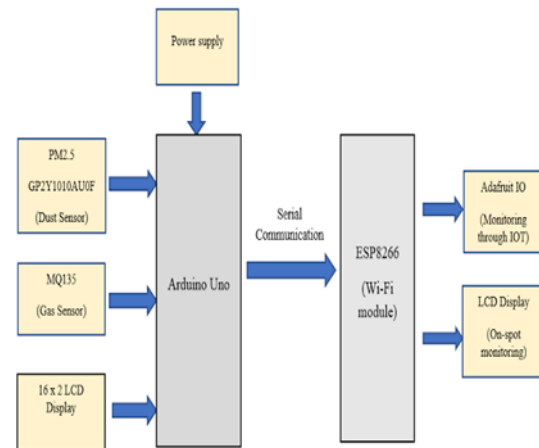 Power supply
PM2.5
GP2Y1010AU0F
(Dust Sensor)
MQ135
(Gas Sensor)
16 x 2 LCD
Display
Arduino Uno
Serial
Communication
ESP8266
(Wi-Fi
module)
Adafruit IO
(Monitoring
through IOT)
LCD Display
(On-spot
monitoring)